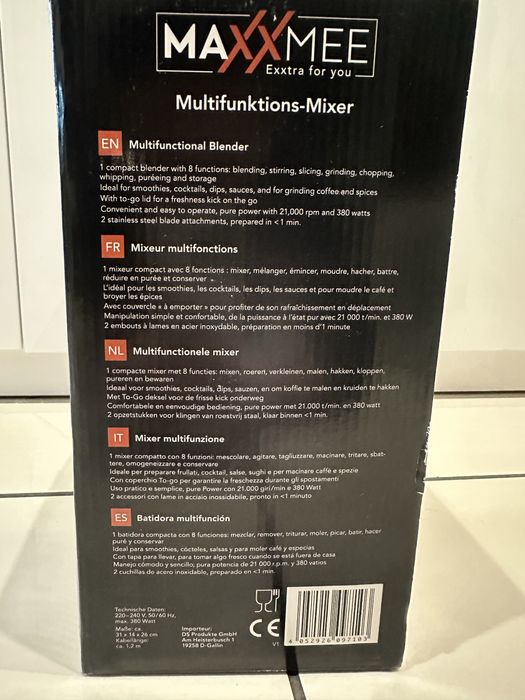 MAXXMEE
Exxtra for you
Multifunktions-Mixer
EN Multifunctional Blender
1 compact blender with 8 functions: blending, stirring, slicing, grinding, chopping,
whipping, puréeing and storage
Ideal for smoothies, cocktails, dips, sauces, and for grinding coffee and spices
With to-go lid for a freshness kick on the go
Convenient and easy to operate, pure power with 21,000 rpm and 380 watts
2 stainless steel blade attachments, prepared in <1 min.
FR Mixeur multifonctions
1 mixeur compact avec 8 fonctions : mixer, mélanger, émincer, moudre, hacher, battre,
réduire en purée et conserver
L'idéal pour les smoothies, les cocktails, les dips, les sauces et pour moudre le café et
broyer les épices
Avec couvercle « à emporter » pour profiter de son rafraîchissement en déplacement
Manipulation simple et confortable, de la puissance à l'état pur avec 21 000 t/min. et 380 W
2 embouts à lames en acier inoxydable, préparation en moins d'1 minute
NL Multifunctionele mixer
1 compacte mixer met 8 functies: mixen, roeren, verkleinen, malen, hakken, kloppen,
pureren en bewaren
Ideaal voor smoothies, cocktails, dips, sauzen, en om koffie te malen en kruiden te hakken
Met To-Go deksel voor de frisse kick onderweg
Comfortabele en eenvoudige bediening, pure power met 21.000 t/min. en 380 watt
2 opzetstukken voor klingen van roestvrij staal, klaar binnen <1 min.
IT Mixer multifunzione
1 mixer compatto con 8 funzioni: mescolare, agitare, tagliuzzare, macinare, tritare, sbat-
tere, omogeneizzare e conservare
Ideale per preparare frullati, cocktail, salse, sughi e per macinare caffè e spezie
Con coperchio To-go per garantire la freschezza durante gli spostamenti
Uso pratico e semplice, pure Power con 21.000 giri/min e 380 Watt
2 accessori con lame in acciaio inossidabile, pronto in <1 minuto
ES Batidora multifunción
1 batidora compacta con 8 funciones: mezclar, remover, triturar, moler, picar, batir, hacer
puré y conservar
Ideal para smoothies, cócteles, salsas y para moler café y especias
Con tapa para llevar, para tomar algo fresco cuando se está fuera de casa
Manejo cómodo y sencillo; pura potencia de 21 000 r.p.m. y 380 vatios
2 cuchillas de acero inoxidable, preparado en <1 min.
Technische Daten:
220–240 V, 50/60 Hz,
max. 380 Watt
Maße: ca.
31 x 14 x 26 cm
Kabellänge:
ca. 1,2 m
Importeur:
DS Produkte GmbH
Am Heisterbusch 1
19258 D-Gallin
CE
V1
4 052926 097103